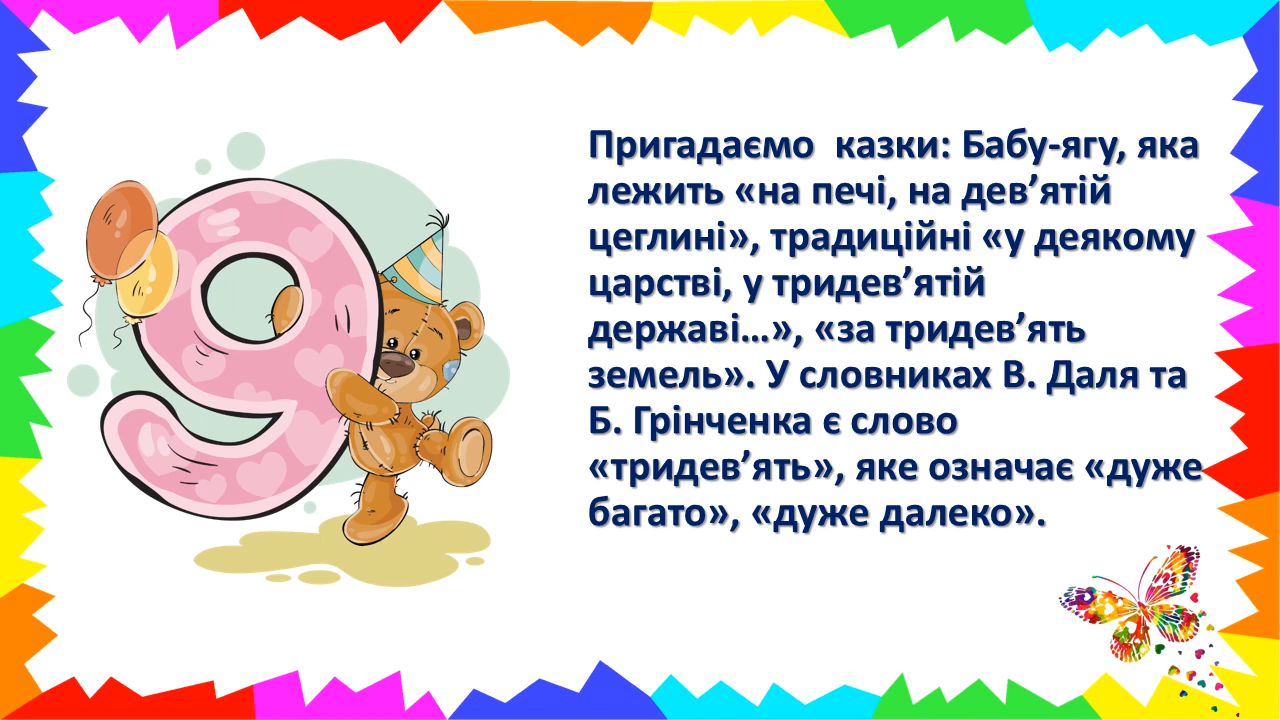 Пригадаємо казки: Бабу-ягу, яка
лежить «на печі, на дев’ятій
цеглині», традиційні «у деякому
царстві, у тридев’ятій
державі…», «за тридев’ять
земель». У словниках В. Даля та
Б. Грінченка є слово
«тридев’ять», яке означає «дуже
багато», «дуже далеко».
9